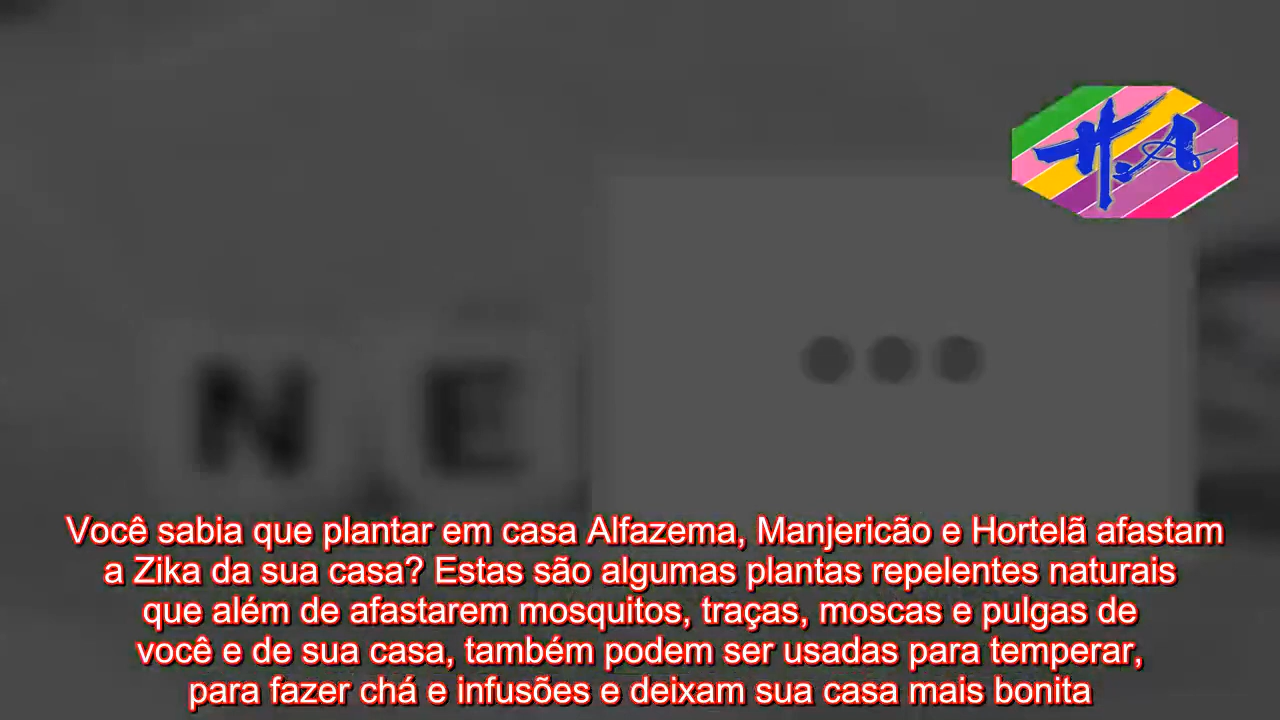 H.A
N E
Você sabia que plantar em casa Alfazema, Manjericão e Hortelã afastam
a Zika da sua casa? Estas são algumas plantas repelentes naturais
que além de afastarem mosquitos, traças, moscas e pulgas de
você e de sua casa, também podem ser usadas para temperar,
para fazer chá e infusões e deixam sua casa mais bonita